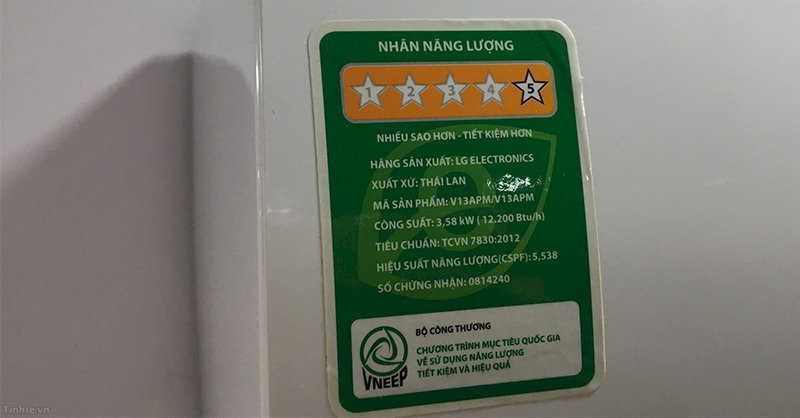 NHÃN NĂNG LƯỢNG
1 2 3 4 5
NHIỀU SAO HƠN - TIẾT KIỆM HƠN
HÃNG SẢN XUẤT: LG ELECTRONICS
XUẤT XỨ: THÁI LAN
MÃ SẢN PHẨM: V13APM/V13APM
CÔNG SUẤT: 3,58 kW ( 12.200 Btu/h)
TIÊU CHUẨN: TCVN 7830:2012
HIỆU SUẤT NĂNG LƯỢNG(CSPF): 5,538
SỐ CHỨNG NHẬN: 0814240
BỘ CÔNG THƯƠNG
CHƯƠNG TRÌNH MỤC TIÊU QUỐC GIA
VỀ SỬ DỤNG NĂNG LƯỢNG
TIẾT KIỆM VÀ HIỆU QUẢ
VNEEP
Tinhte.vn